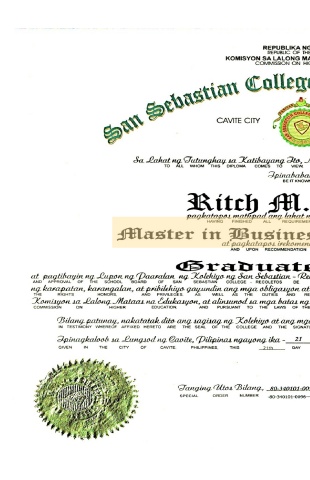 REPUBLIKA NG
REPUBLIC OF THE
KOMISYON SA LALONG MA
COMMISSION ON HI
San Sebastian College
CAVITE CITY
Sa Lahat ng Tutunghay sa Katibayang Ito,
TO ALL WHOM THIS DIPLOMA COMES TO VIEW
Ipinababa
BE IT KNOWN
Ritch M.
pagkatapos matupad ang lahat n
HAVING FINISHED ALL REQUIREMEN
Master in Busines
at pagkatapos irekomen
AND UPON RECOMMENDATION
Graduate
at pagtibayin ng Lupon ng Paaralan ng Kolehiyo ng San Sebastian - Re
AND APPROVAL OF THE SCHOOL BOARD OF SAN SEBASTIAN COLLEGE - RECOLETOS DE
ng karapatan, karangalan, at pribilehiyo gayundin ang mga obligasyon at
THE RIGHTS HONORS, AND PRIVILEGES AS WELL AS THE DUTIES AND RE
Komisyon sa Lalong Mataas na Edukasyon, at alinsunod sa mga batas ng
COMMISSION ON HIGHER EDUCATION, AND PURSUANT TO THE LAWS OF THE
Bilang patunay, nakatatak dito ang sagisag ng Kolehiyo at ang mg
IN TESTIMONY WHEREOF AFFIXED HERETO ARE THE SEAL OF THE COLLEGE AND THE SIGNAT
Ipinagkaloob sa Lungsod ng Cavite, Pilipinas ngayong ika - 21
GIVEN IN THE CITY OF CAVITE, PHILIPPINES, THIS 21th DAY
Tanging Utos Bilang, 80-340101-00
SPECIAL ORDER NUMBER, 80-340101-0096